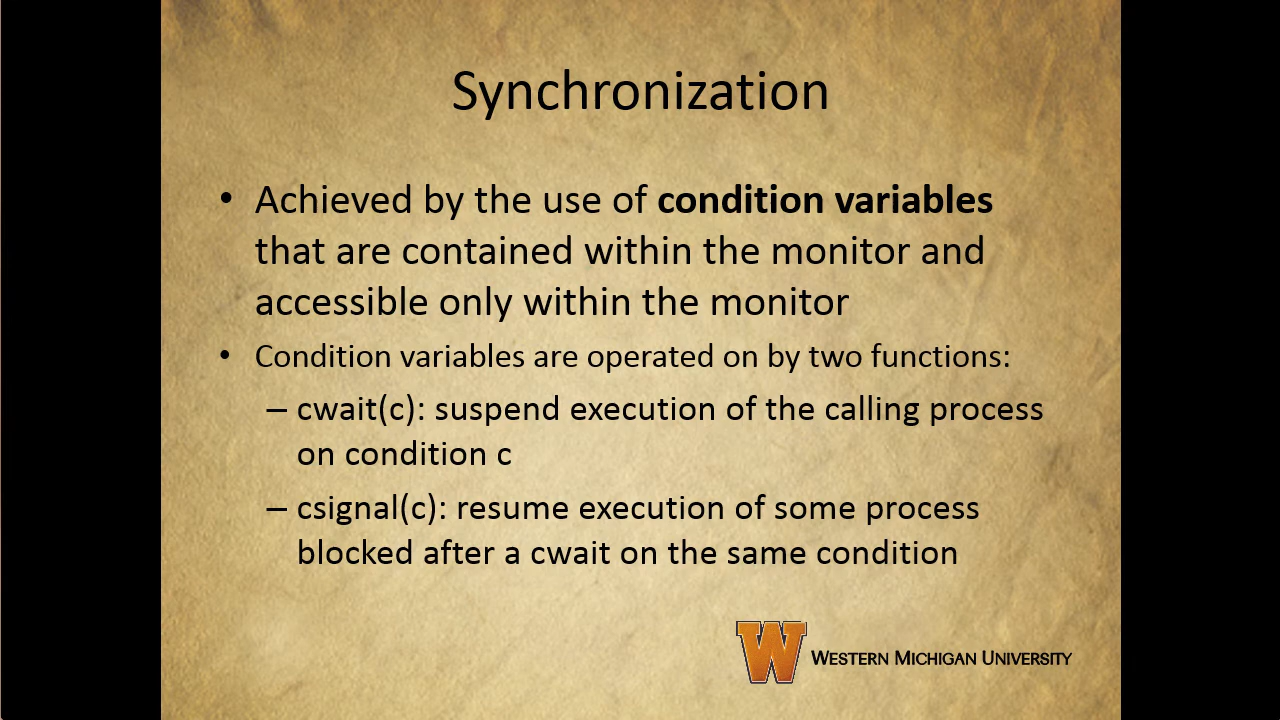 Synchronization
• Achieved by the use of condition variables
that are contained within the monitor and
accessible only within the monitor
• Condition variables are operated on by two functions:
– cwait(c): suspend execution of the calling process
on condition c
– csignal(c): resume execution of some process
blocked after a cwait on the same condition
W WESTERN MICHIGAN UNIVERSITY